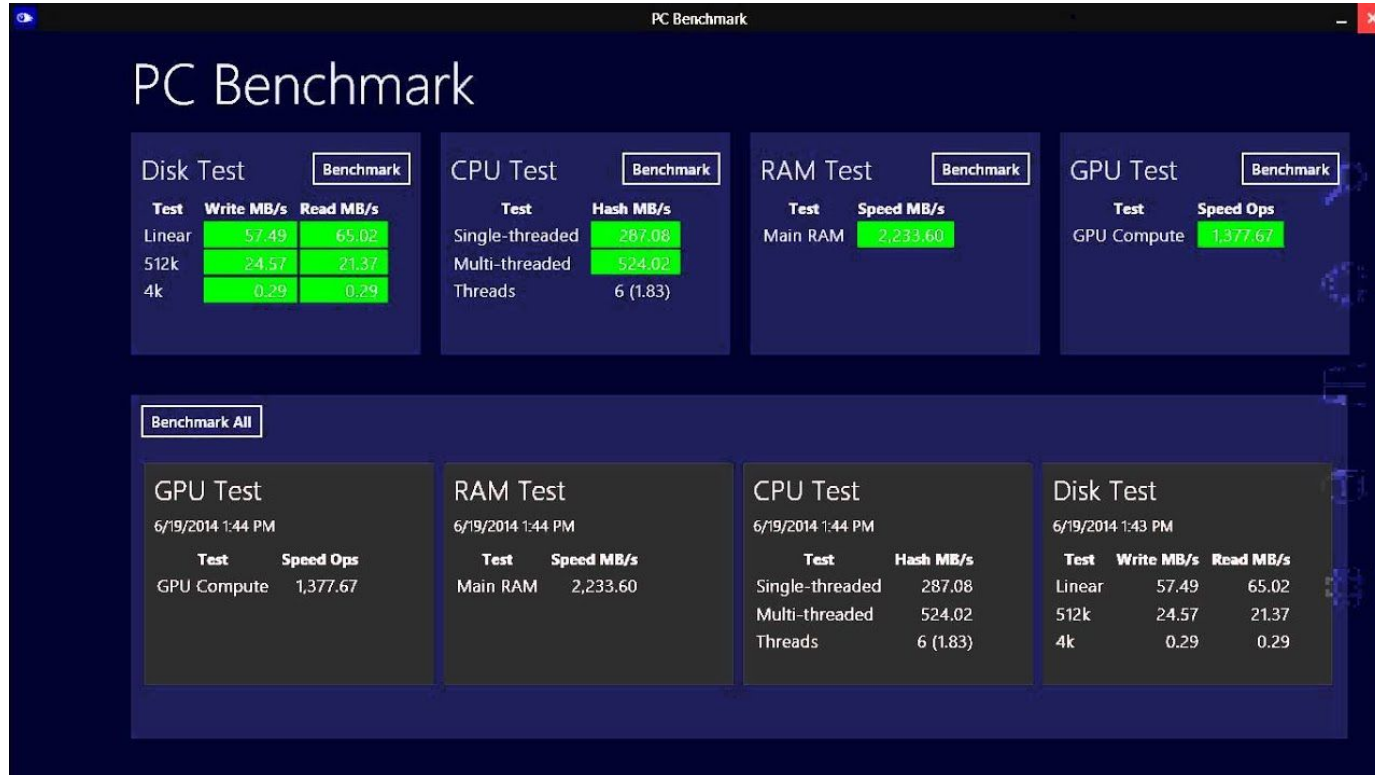 PC Benchmark
PC Benchmark
Disk Test Benchmark
Test Write MB/s Read MB/s
Linear 57.49 65.02
512k 24.57 21.37
4k 0.29 0.29
CPU Test Benchmark
Test Hash MB/s
Single-threaded 287.08
Multi-threaded 524.02
Threads 6 (1.83)
RAM Test Benchmark
Test Speed MB/s
Main RAM 2,233.60
GPU Test Benchmark
Test Speed Ops
GPU Compute 1,377.67
Benchmark All
GPU Test
6/19/2014 1:44 PM
Test Speed Ops
GPU Compute 1,377.67
RAM Test
6/19/2014 1:44 PM
Test Speed MB/s
Main RAM 2,233.60
CPU Test
6/19/2014 1:44 PM
Test Hash MB/s
Single-threaded 287.08
Multi-threaded 524.02
Threads 6 (1.83)
Disk Test
6/19/2014 1:43 PM
Test Write MB/s Read MB/s
Linear 57.49 65.02
512k 24.57 21.37
4k 0.29 0.29